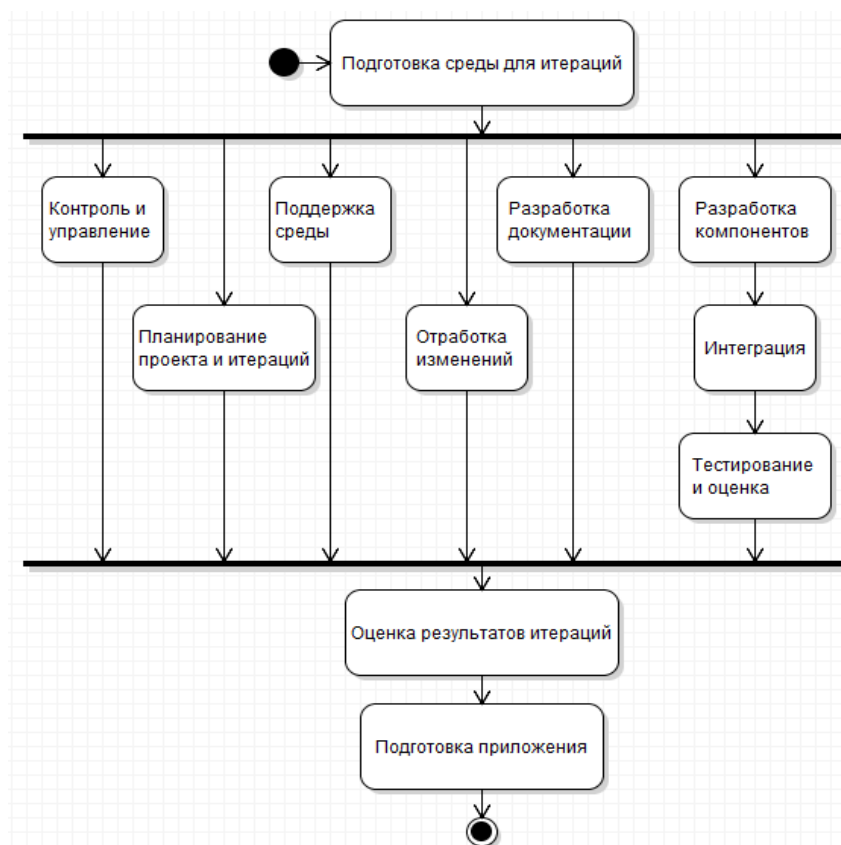 Подготовка среды для итераций
Контроль и
управление
Поддержка
среды
Разработка
документации
Разработка
компонентов
Планирование
проекта и итераций
Отработка
изменений
Интеграция
Тестирование
и оценка
Оценка результатов итераций
Подготовка приложения